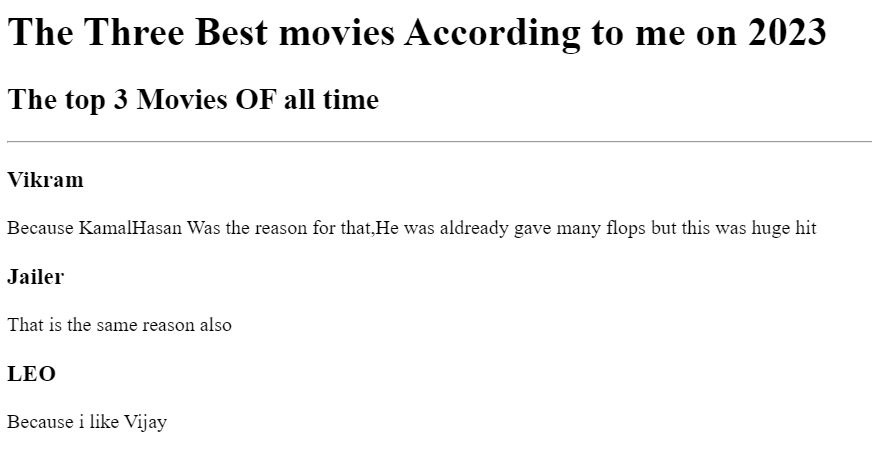 The Three Best movies According to me on 2023
The top 3 Movies OF all time
Vikram
Because KamalHasan Was the reason for that,He was aldready gave many flops but this was huge hit
Jailer
That is the same reason also
LEO
Because i like Vijay